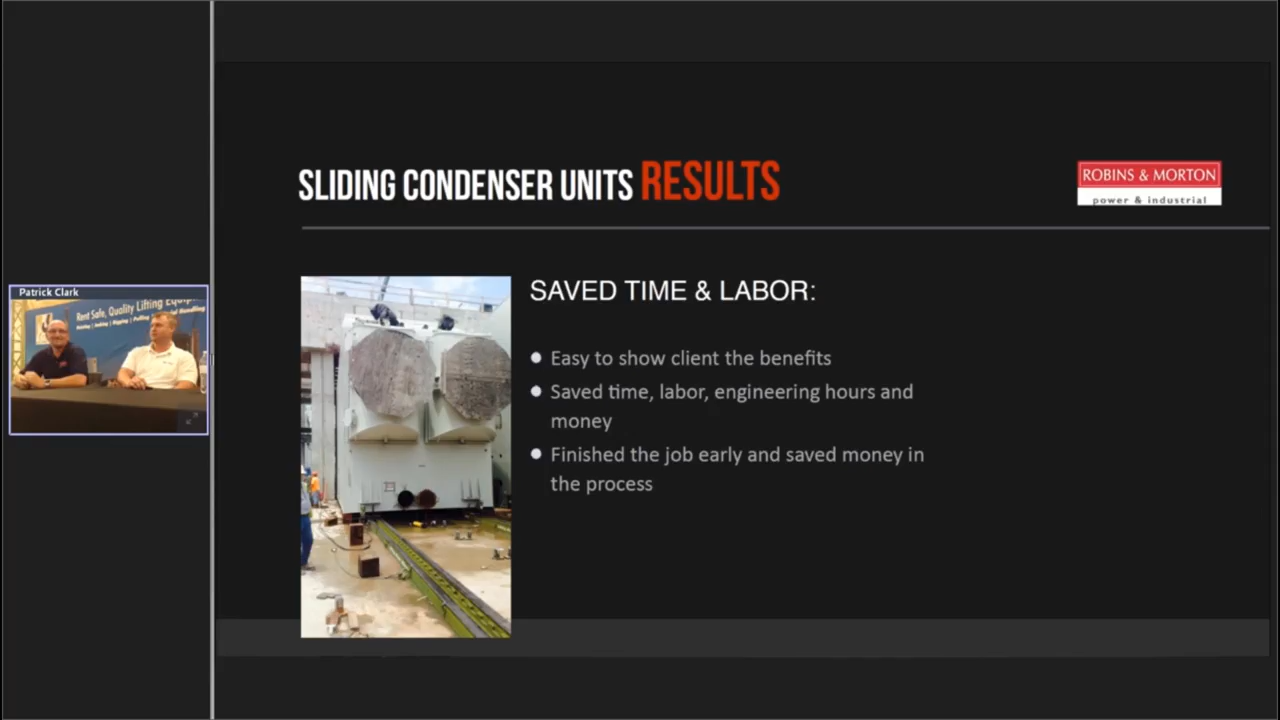 SLIDING CONDENSER UNITS RESULTS
ROBINS & MORTON
power & industrial
Patrick Clark
Rent Safe, Quality Lifting
SAVED TIME & LABOR:
Easy to show client the benefits
Saved time, labor, engineering hours and
money
Finished the job early and saved money in
the process